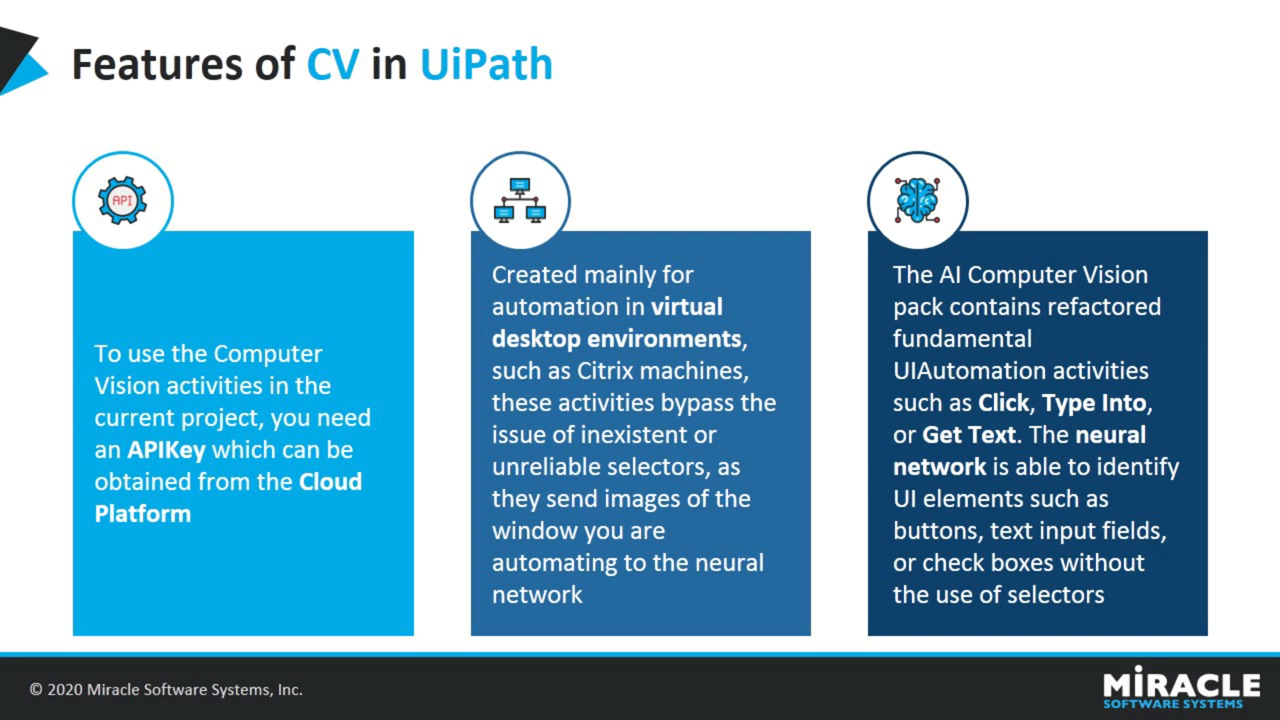 Features of CV in UiPath
API
To use the Computer
Vision activities in the
current project, you need
an APIKey which can be
obtained from the Cloud
Platform
Created mainly for
automation in virtual
desktop environments,
such as Citrix machines,
these activities bypass the
issue of inexistent or
unreliable selectors, as
they send images of the
window you are
automating to the neural
network
The AI Computer Vision
pack contains refactored
fundamental
UIAutomation activities
such as Click, Type Into,
or Get Text. The neural
network is able to identify
UI elements such as
buttons, text input fields,
or check boxes without
the use of selectors
© 2020 Miracle Software Systems, Inc.
MiRACLE
SOFTWARE SYSTEMS